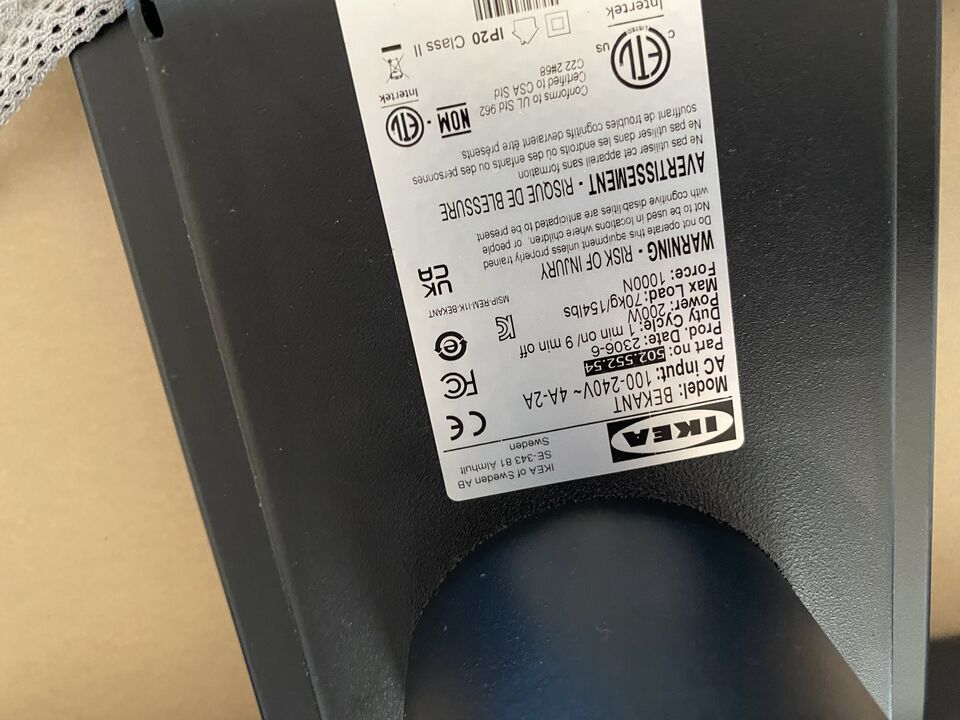 IKEA
IKEA of Sweden AB
SE-343 81 Älmhult
Sweden
Model: BEKANT
AC input: 100-240V~ 4A-2A
Part no: 502.552.54
Prod. Date: 2306-6
Duty Cycle: 1 min on/ 9 min off
Power: 200W
Max Load: 70kg/154lbs
Force: 1000N
CE
FC
e
MSIP-REM-I1K-BEKANT
UK
CA
WARNING - RISK OF INJURY
Do not operate this equipment unless properly trained
Not to be used in locations where children, people or
with cognitive disabilities are anticipated to be present
AVERTISSEMENT - RISQUE DE BLESSURE
Ne pas utiliser cet appareil sans formation
Ne pas utiliser dans les endroits où des enfants ou des personnes
souffrant de troubles cognitifs devraient être présents
C ETL LISTED US
Intertek
Conforms to UL Std 962
Certified to CSA Std
C22.2#68
NOM - ETL
Intertek
IP20 Class II